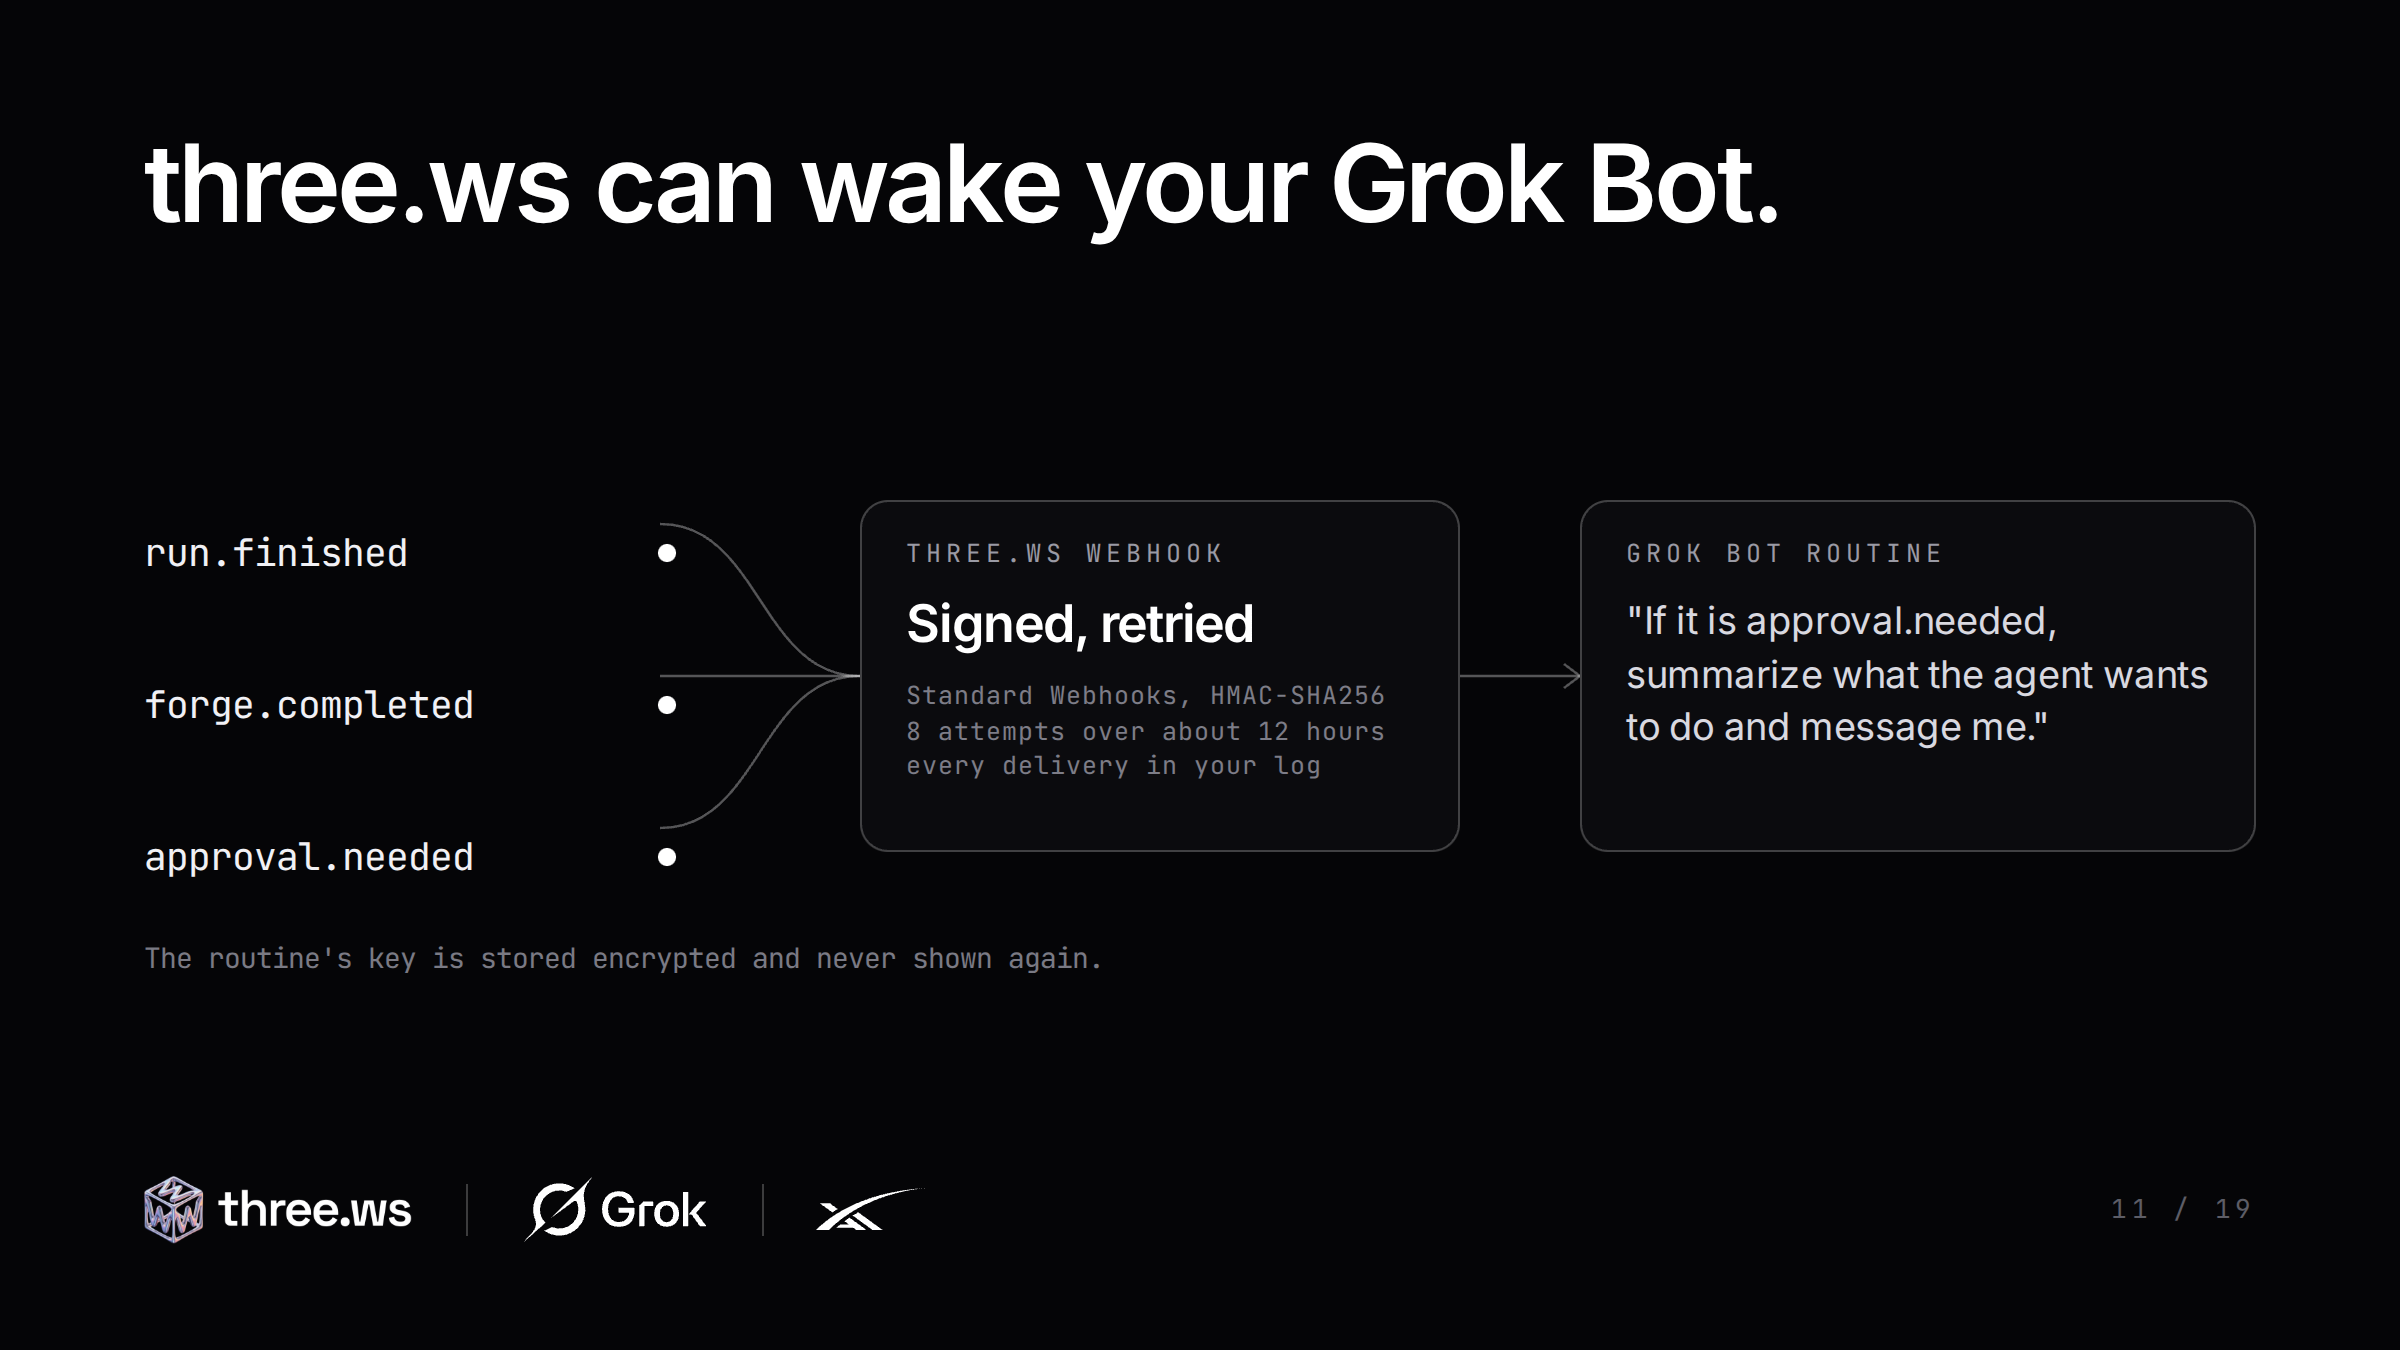 three.ws can wake your Grok Bot.
run.finished
forge.completed
approval.needed
THREE.WS WEBHOOK
Signed, retried
Standard Webhooks, HMAC-SHA256
8 attempts over about 12 hours
every delivery in your log
GROK BOT ROUTINE
"If it is approval.needed,
summarize what the agent wants
to do and message me."
The routine's key is stored encrypted and never shown again.
three.ws
Grok
11 / 19